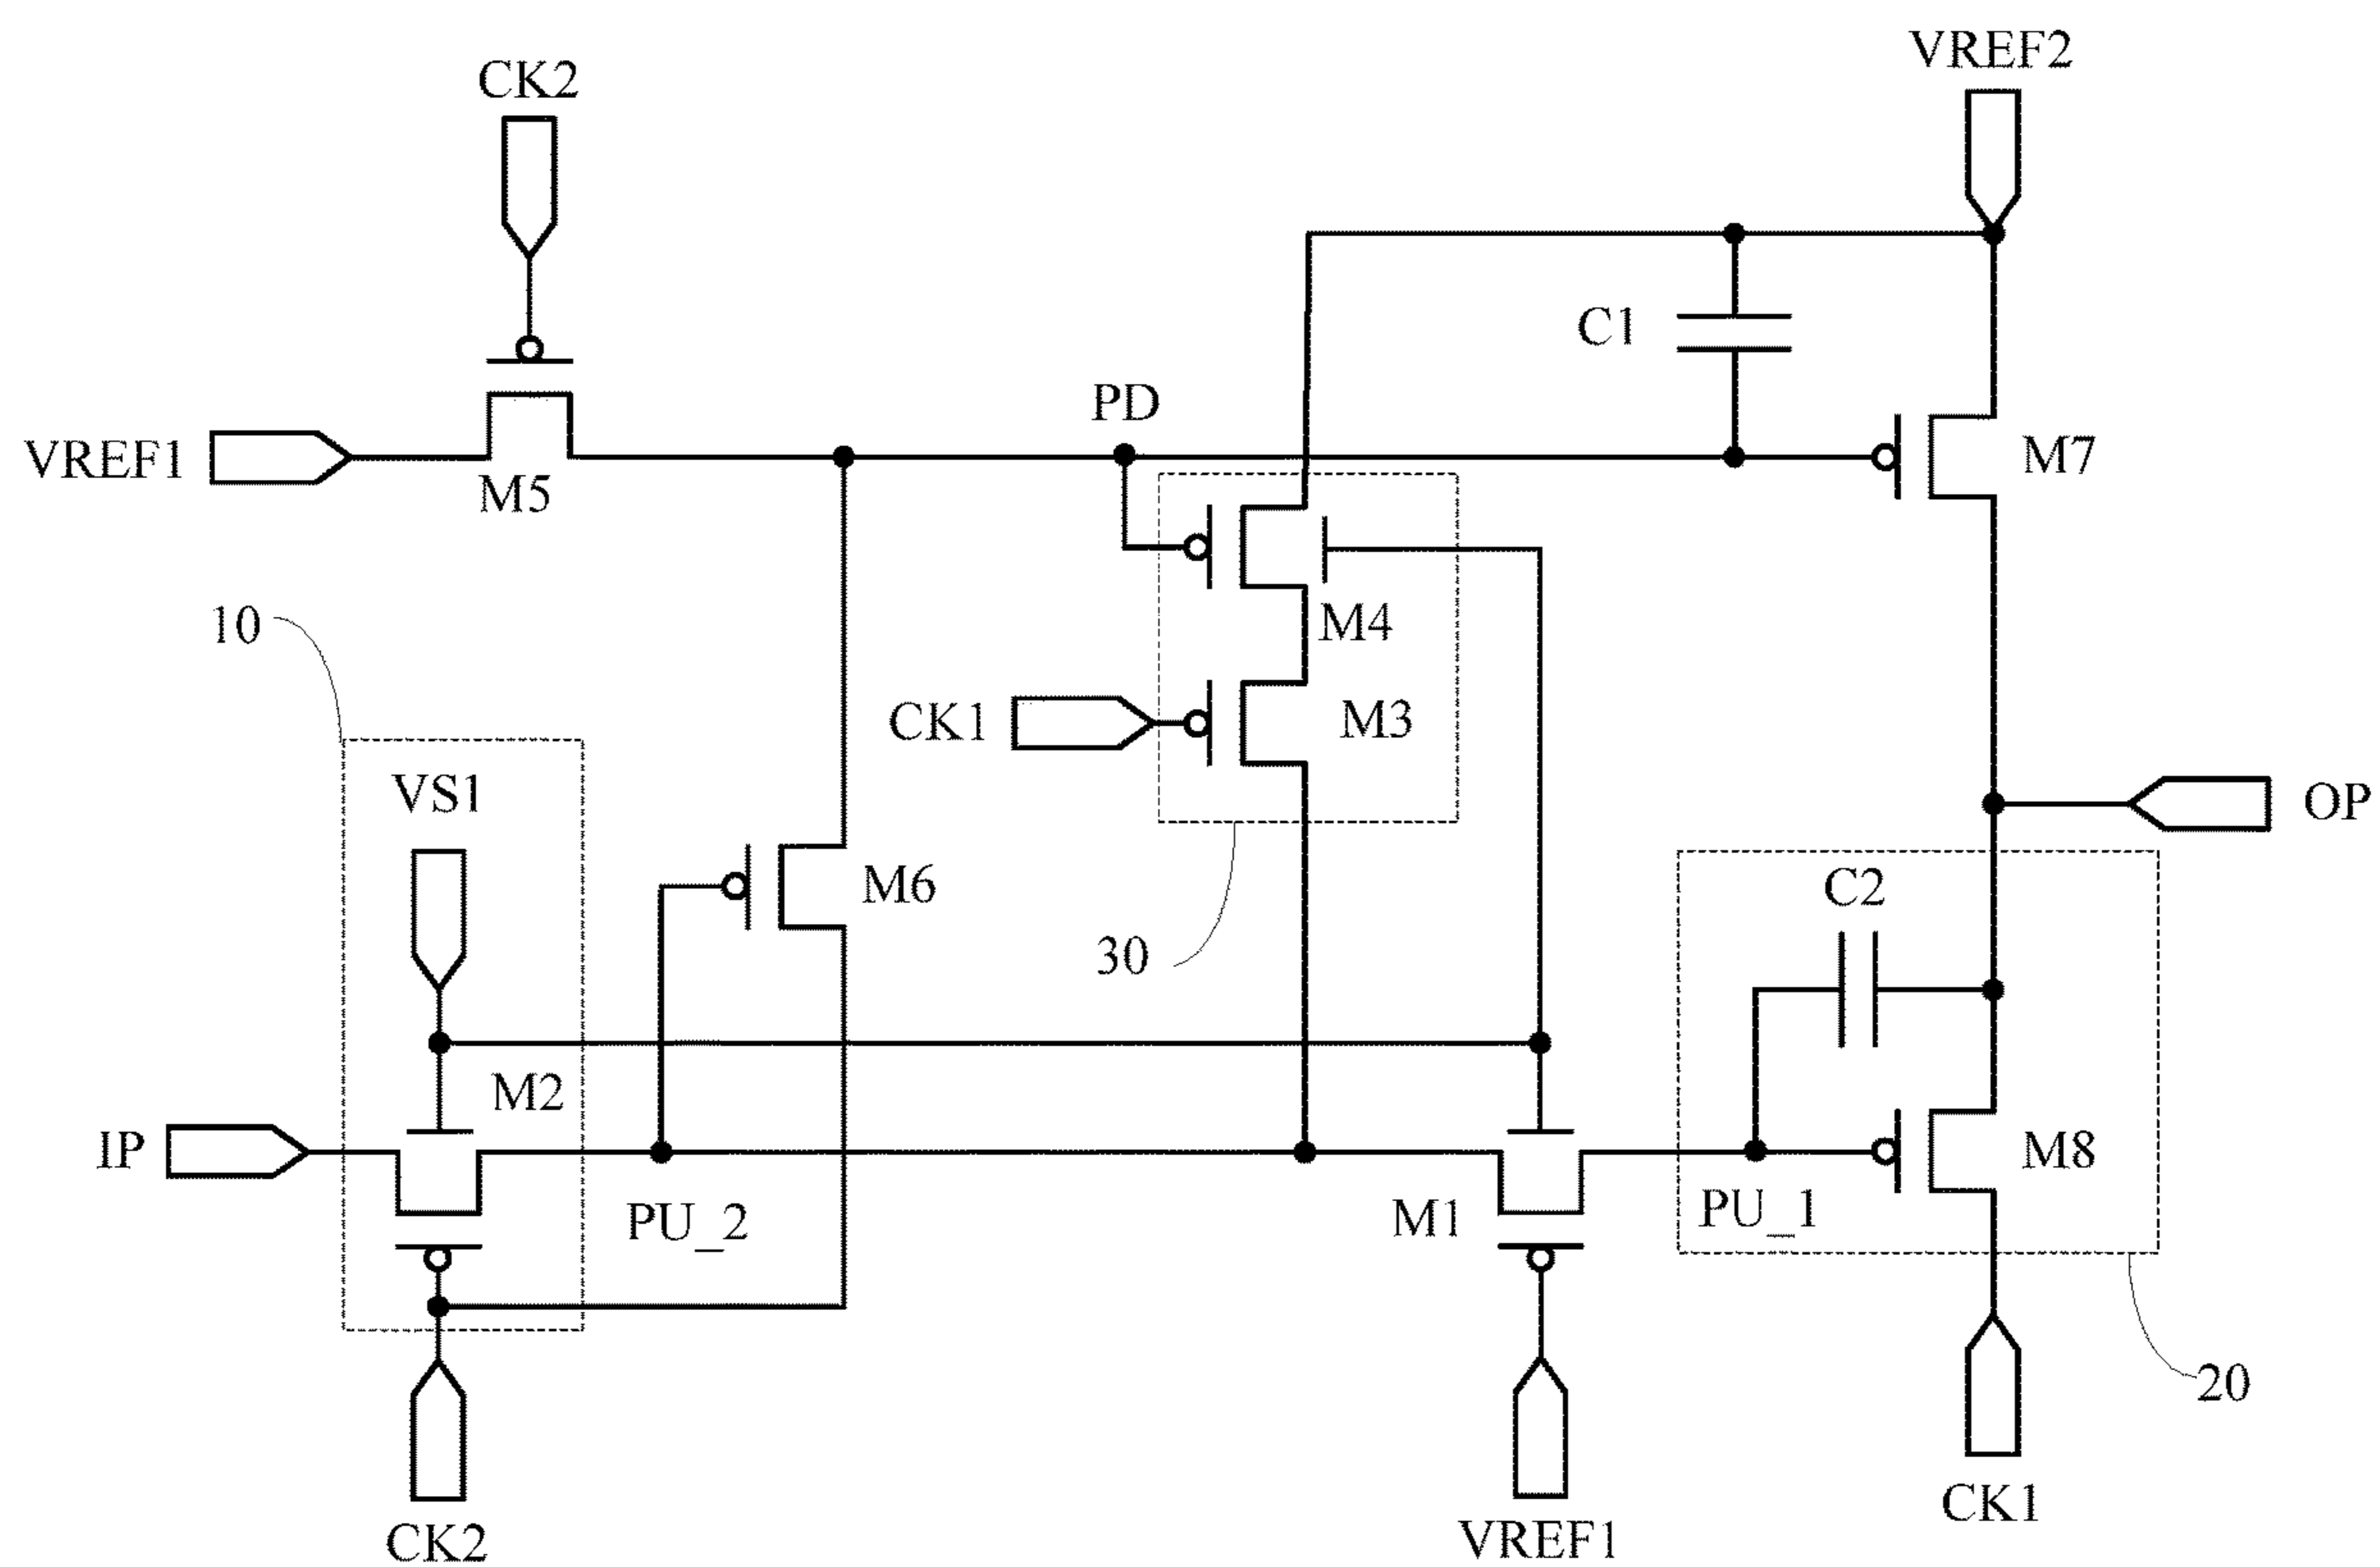 VREF2
CK2
C1
PD
VREF1
M5
M7
10
M4
CK1
M3
VS1
OP
M6
C2
30
M2
IP
M8
PU_2
M1
PU_1
20
CK2
VREF1
CK1